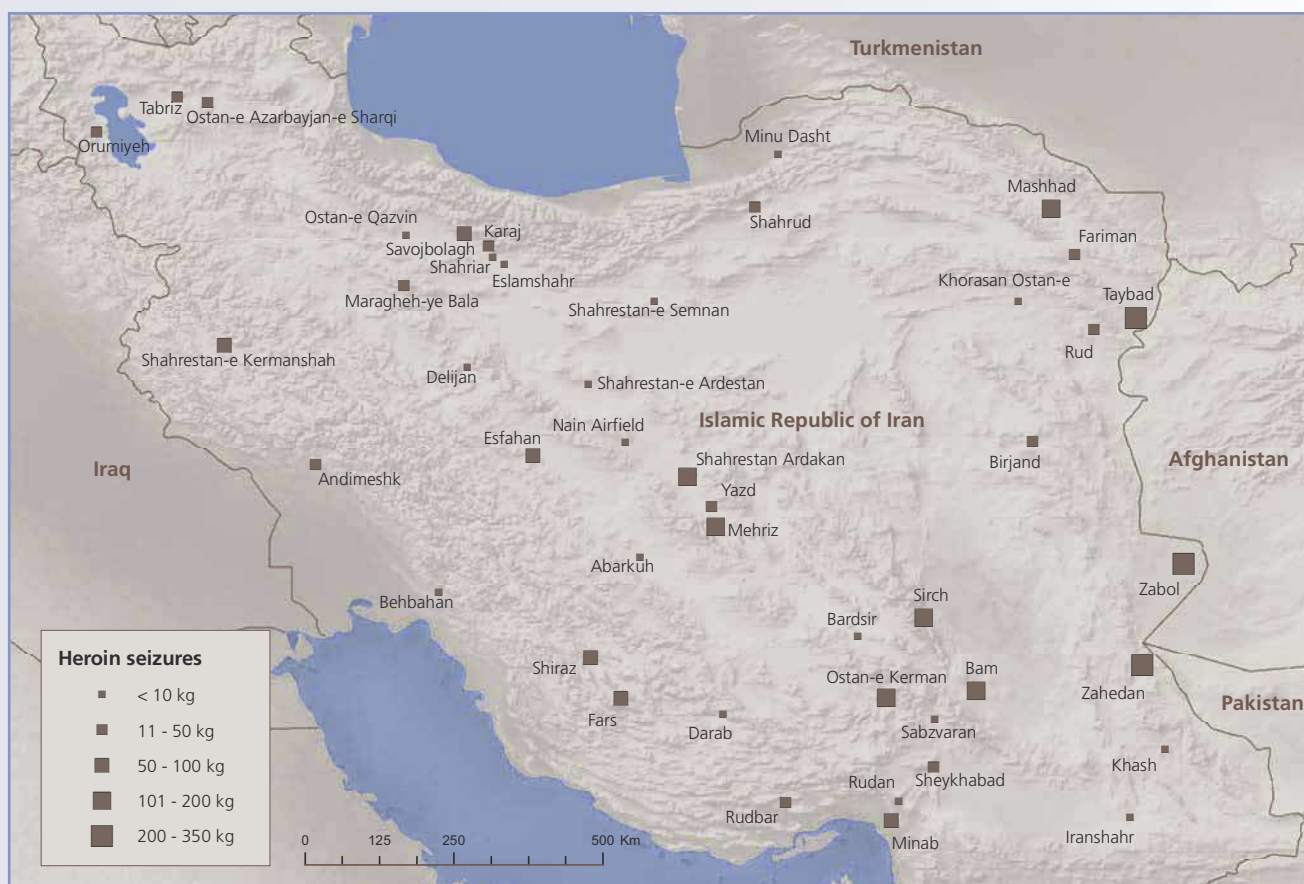 Turkmenistan
Tabriz
Ostan-e Azarbayjan-e Sharqi
Orumiyeh
Minu Dasht
Mashhad
Shahrud
Ostan-e Qazvin
Karaj
Savojbolagh
Shahriar
Eslamshahr
Fariman
Khorasan Ostan-e
Maragheh-ye Bala
Shahrestan-e Semnan
Taybad
Rud
Shahrestan-e Kermanshah
Delijan
Shahrestan-e Ardestan
Islamic Republic of Iran
Nain Airfield
Esfahan
Shahrestan Ardakan
Birjand
Afghanistan
Iraq
Andimeshk
Yazd
Mehriz
Abarkuh
Zabol
Behbahan
Sirch
Bardsir
Shiraz
Ostan-e Kerman
Bam
Zahedan
Pakistan
Fars
Darab
Sabzvaran
Khash
Rudan
Sheykhabad
Rudbar
Minab
Iranshahr
Heroin seizures
< 10 kg
11 - 50 kg
50 - 100 kg
101 - 200 kg
200 - 350 kg
0 125 250 500 Km